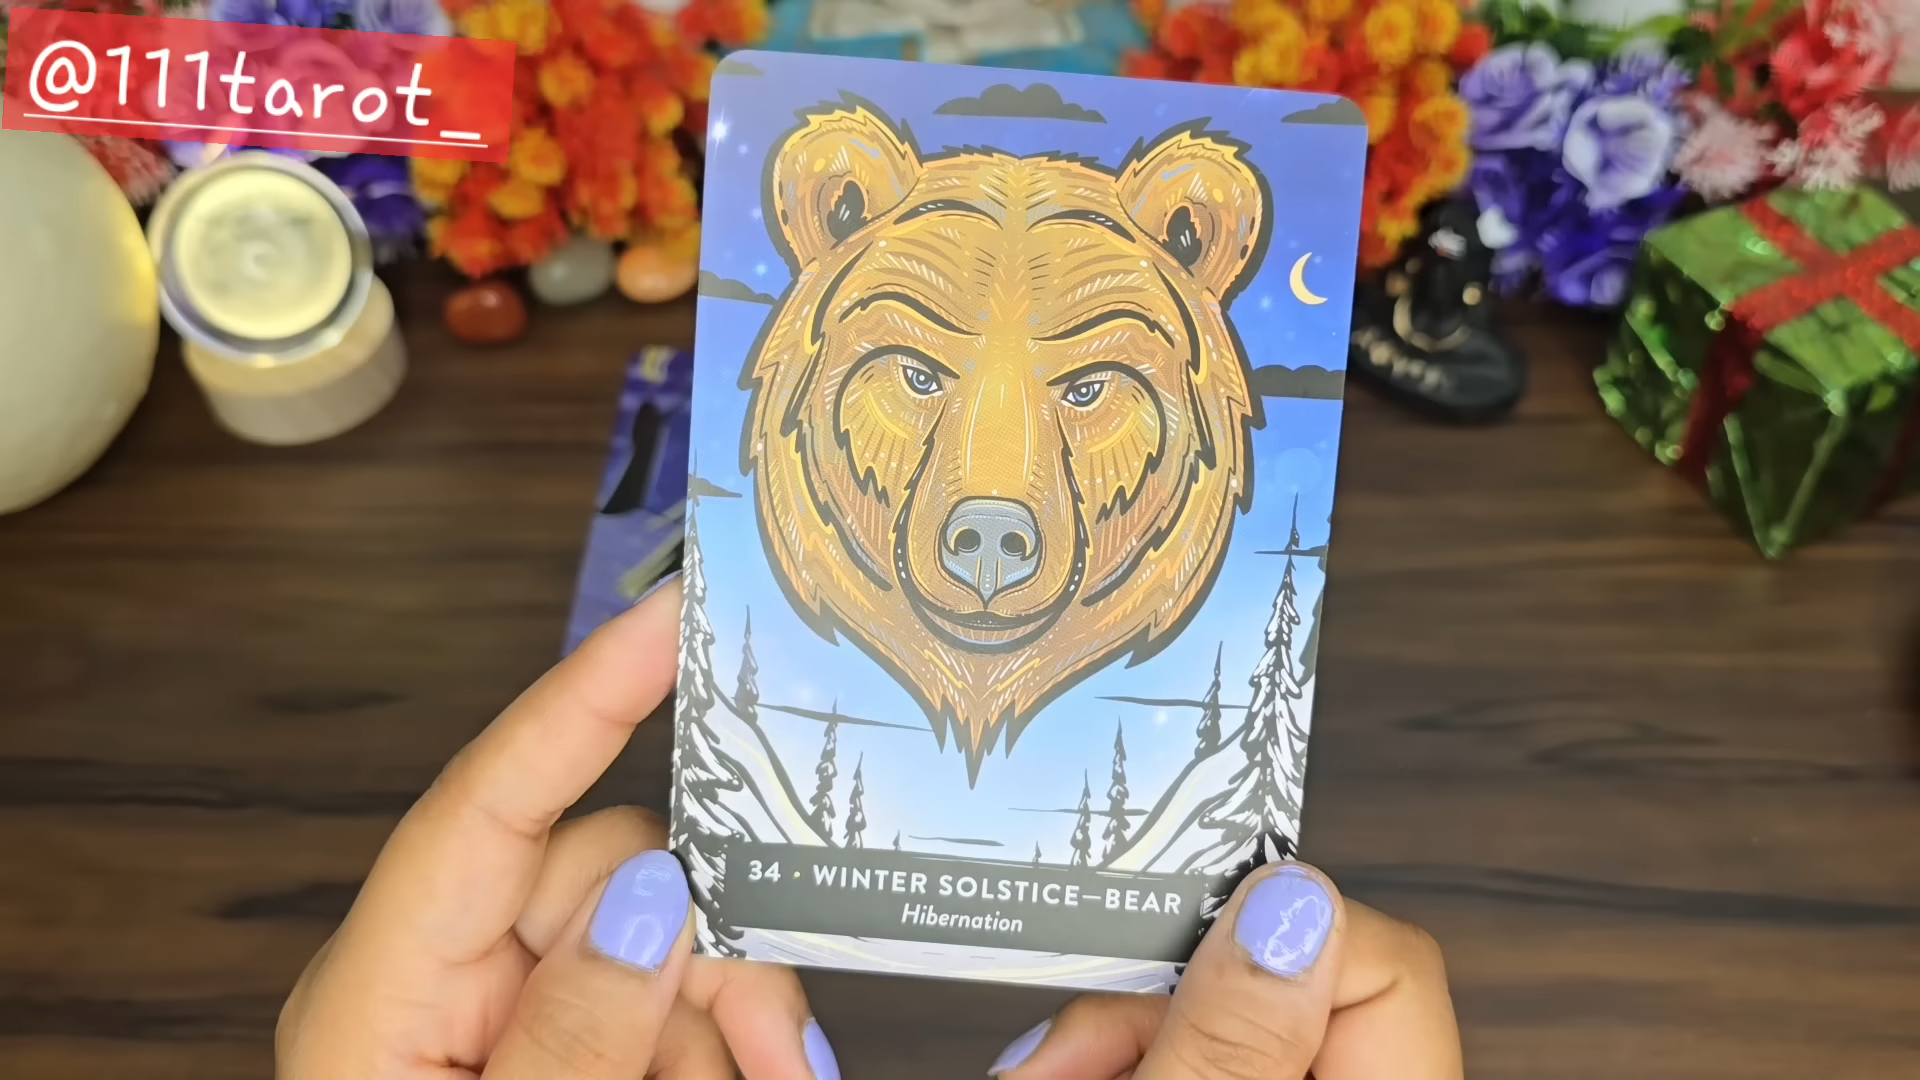 @111tarot_
34 • WINTER SOLSTICE—BEAR
Hibernation